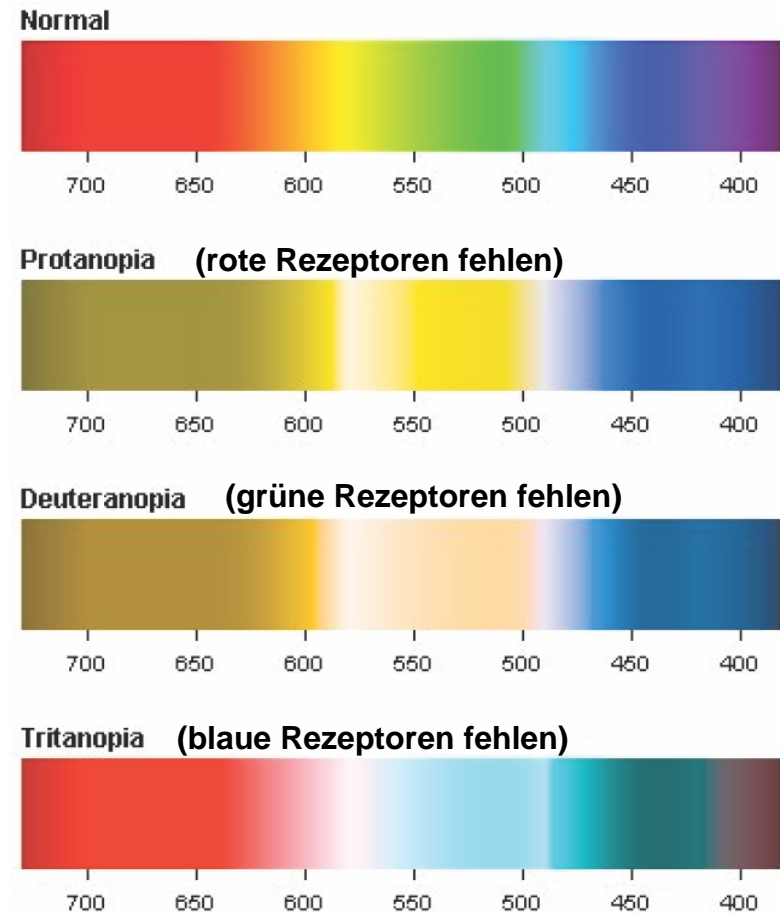 Normal
700 650 600 550 500 450 400
Protanopia (rote Rezeptoren fehlen)
700 650 600 550 500 450 400
Deuteranopia (grüne Rezeptoren fehlen)
700 650 600 550 500 450 400
Tritanopia (blaue Rezeptoren fehlen)
700 650 600 550 500 450 400